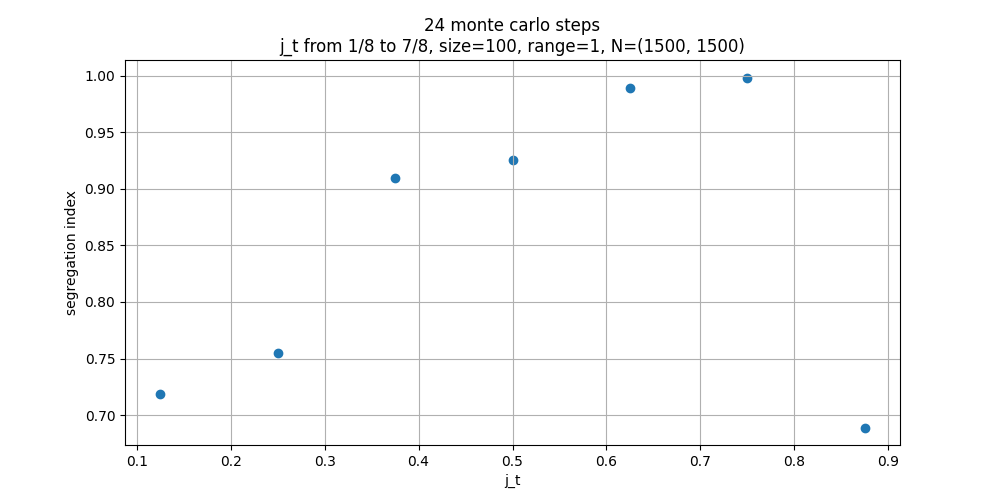 24 monte carlo steps
j_t from 1/8 to 7/8, size=100, range=1, N=(1500, 1500)
1.00
0.95
0.90
0.85
0.80
0.75
0.70
segregation index
0.1 0.2 0.3 0.4 0.5 0.6 0.7 0.8 0.9
j_t